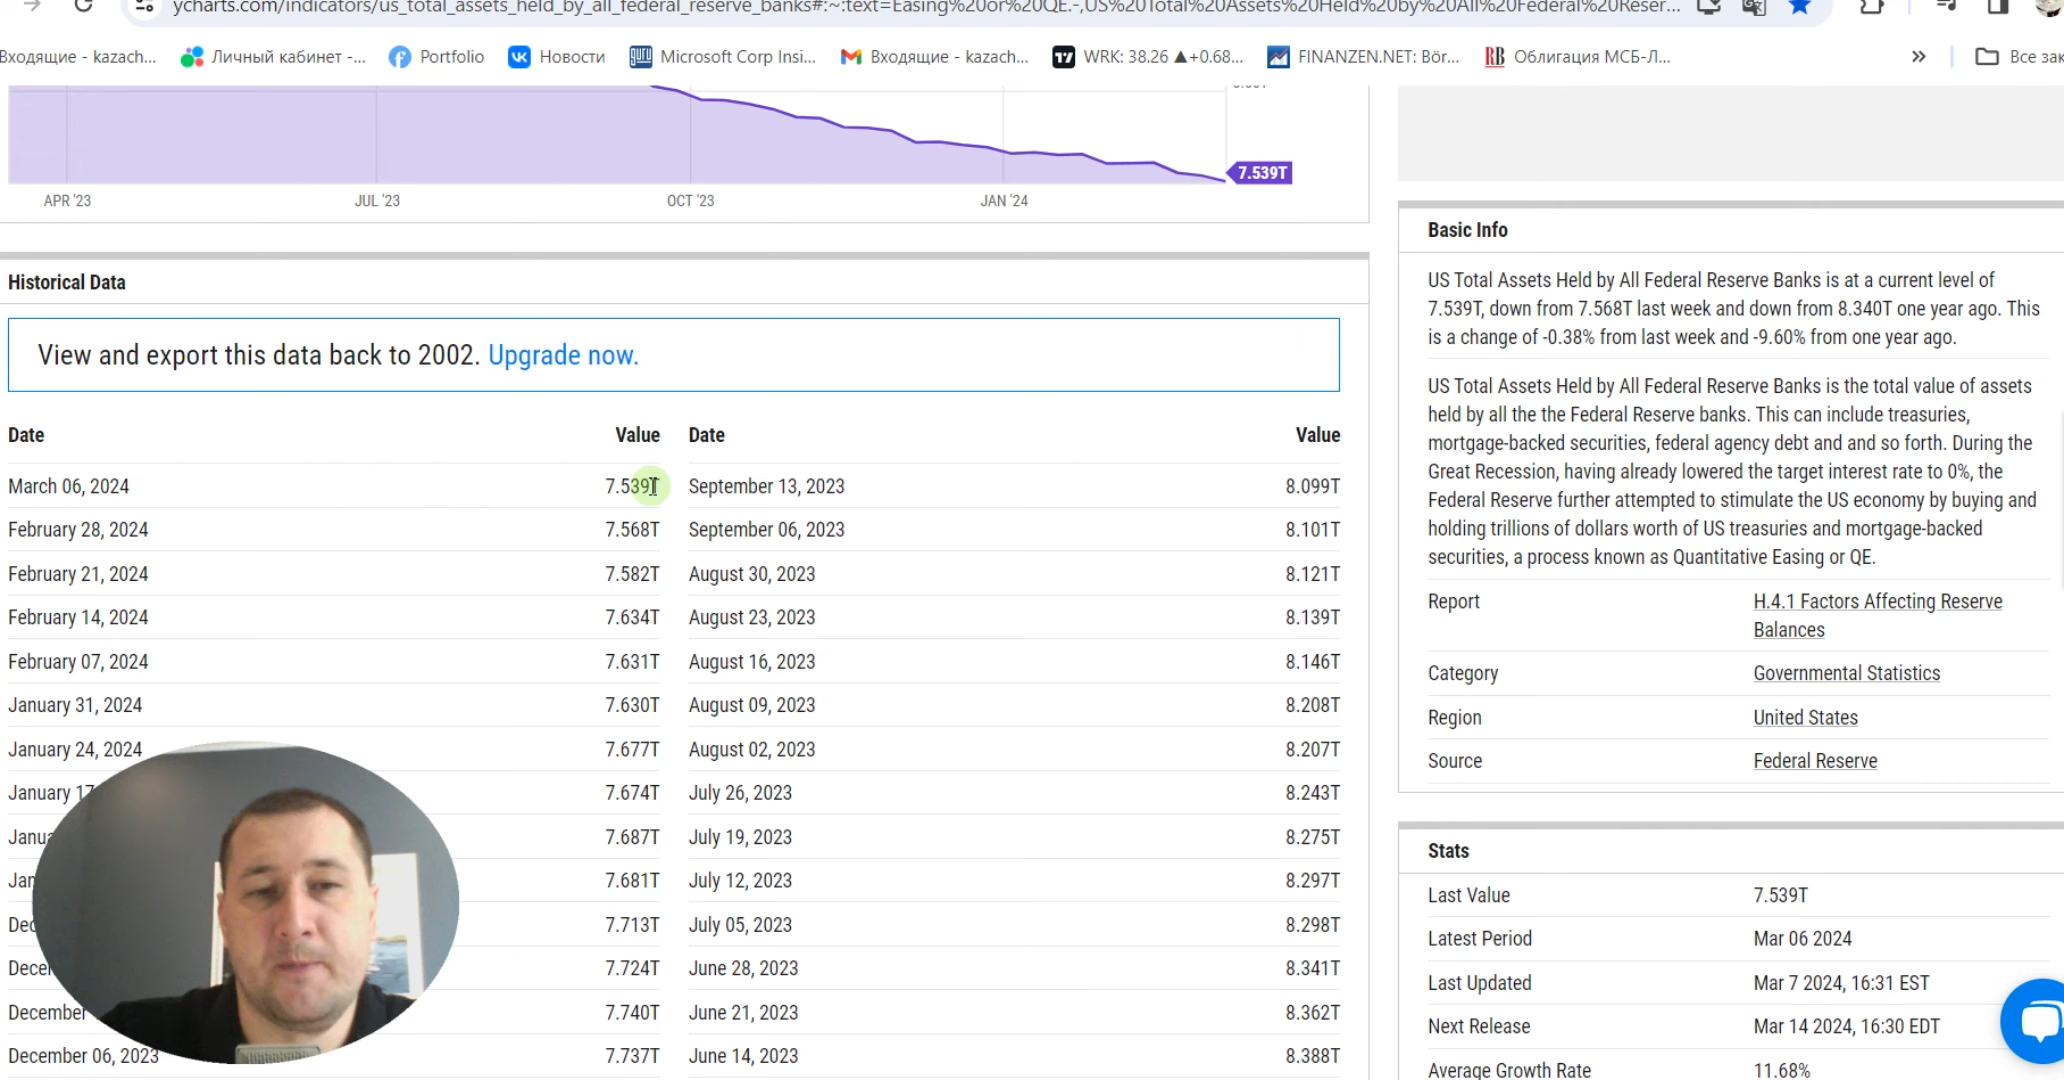 ycharts.com/indicators/us_total_assets_held_by_all_federal_reserve_banks#:~:text=Easing%20or%20QE.-,US%20Total%20Assets%20Held%20by%20All%20Federal%20Reser...
Входящие - kazach... Личный кабинет -... Portfolio Новости Microsoft Corp Insi... Входящие - kazach... WRK: 38.26 ▲+0.68... FINANZEN.NET: Bör... Облигация МСБ-Л... » Все зак
7.539T
APR '23 JUL '23 OCT '23 JAN '24
Historical Data
View and export this data back to 2002. Upgrade now.
Date Value Date Value
March 06, 2024 7.539T September 13, 2023 8.099T
February 28, 2024 7.568T September 06, 2023 8.101T
February 21, 2024 7.582T August 30, 2023 8.121T
February 14, 2024 7.634T August 23, 2023 8.139T
February 07, 2024 7.631T August 16, 2023 8.146T
January 31, 2024 7.630T August 09, 2023 8.208T
January 24, 2024 7.677T August 02, 2023 8.207T
January 17 7.674T July 26, 2023 8.243T
Janua 7.687T July 19, 2023 8.275T
Jan 7.681T July 12, 2023 8.297T
Dec 7.713T July 05, 2023 8.298T
Decem 7.724T June 28, 2023 8.341T
December 7.740T June 21, 2023 8.362T
December 06, 2023 7.737T June 14, 2023 8.388T
Basic Info
US Total Assets Held by All Federal Reserve Banks is at a current level of
7.539T, down from 7.568T last week and down from 8.340T one year ago. This
is a change of -0.38% from last week and -9.60% from one year ago.
US Total Assets Held by All Federal Reserve Banks is the total value of assets
held by all the the Federal Reserve banks. This can include treasuries,
mortgage-backed securities, federal agency debt and and so forth. During the
Great Recession, having already lowered the target interest rate to 0%, the
Federal Reserve further attempted to stimulate the US economy by buying and
holding trillions of dollars worth of US treasuries and mortgage-backed
securities, a process known as Quantitative Easing or QE.
Report H.4.1 Factors Affecting Reserve
Balances
Category Governmental Statistics
Region United States
Source Federal Reserve
Stats
Last Value 7.539T
Latest Period Mar 06 2024
Last Updated Mar 7 2024, 16:31 EST
Next Release Mar 14 2024, 16:30 EDT
Average Growth Rate 11.68%